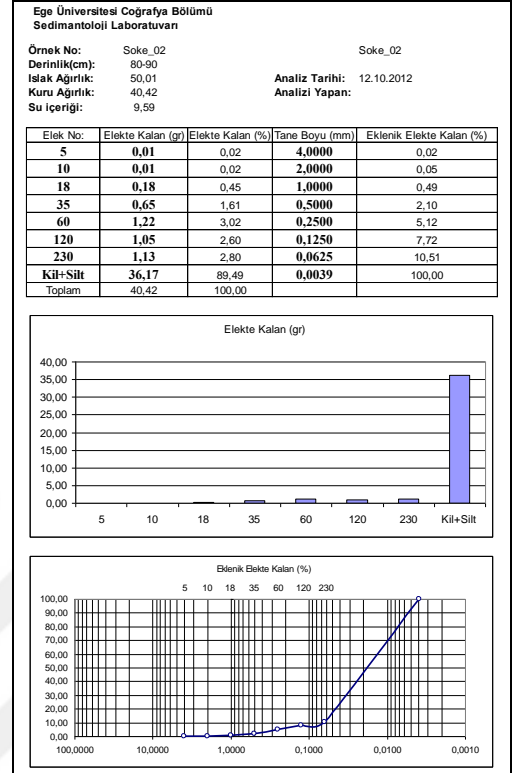 Ege Üniversitesi Coğrafya Bölümü
Sedimantoloji Laboratuvarı
Örnek No: Soke_02 Soke_02
Derinlik(cm): 80-90
Islak Ağırlık: 50,01 Analiz Tarihi: 12.10.2012
Kuru Ağırlık: 40,42 Analizi Yapan:
Su içeriği: 9,59
Elek No: Elekte Kalan (gr) Elekte Kalan (%) Tane Boyu (mm) Eklenik Elekte Kalan (%)
5 0,01 0,02 4,0000 0,02
10 0,01 0,02 2,0000 0,05
18 0,18 0,45 1,0000 0,49
35 0,65 1,61 0,5000 2,10
60 1,22 3,02 0,2500 5,12
120 1,05 2,60 0,1250 7,72
230 1,13 2,80 0,0625 10,51
Kil+Silt 36,17 89,49 0,0039 100,00
Toplam 40,42 100,00
Elekte Kalan (gr)
40,00
35,00
30,00
25,00
20,00
15,00
10,00
5,00
0,00
5 10 18 35 60 120 230 Kil+Silt
Eklenik Elekte Kalan (%)
5 10 18 35 60 120 230
100,00
90,00
80,00
70,00
60,00
50,00
40,00
30,00
20,00
10,00
0,00
100,0000 10,0000 1,0000 0,1000 0,0100 0,0010